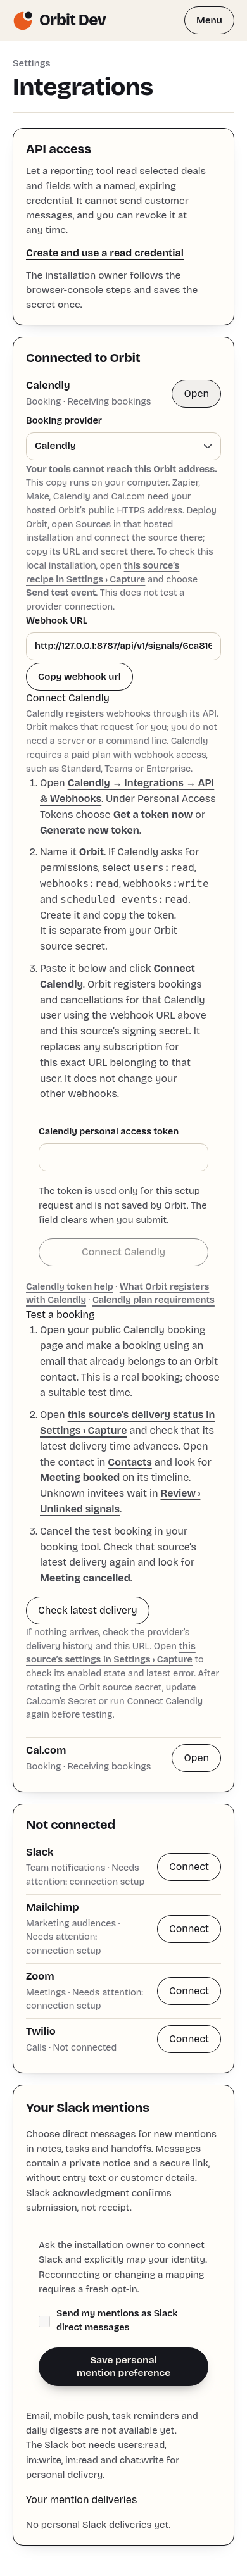 Orbit Dev
Menu
Settings
Integrations
API access
Let a reporting tool read selected deals
and fields with a named, expiring
credential. It cannot send customer
messages, and you can revoke it at
any time.
Create and use a read credential
The installation owner follows the
browser-console steps and saves the
secret once.
Connected to Orbit
Calendly
Booking · Receiving bookings
Open
Booking provider
Calendly
Your tools cannot reach this Orbit address.
This copy runs on your computer. Zapier,
Make, Calendly and Cal.com need your
hosted Orbit's public HTTPS address. Deploy
Orbit, open Sources in that hosted
installation and connect the source there;
copy its URL and secret there. To check this
local installation, open this source's
recipe in Settings › Capture and choose
Send test event. This does not test a
provider connection.
Webhook URL
http://127.0.0.1:8787/api/v1/signals/6ca816
Copy webhook url
Connect Calendly
Calendly registers webhooks through its API.
Orbit makes that request for you; you do not
need a server or a command line. Calendly
requires a paid plan with webhook access,
such as Standard, Teams or Enterprise.
1. Open Calendly → Integrations → API
& Webhooks. Under Personal Access
Tokens choose Get a token now or
Generate new token.
2. Name it Orbit. If Calendly asks for
permissions, select users:read,
webhooks:read, webhooks:write
and scheduled_events:read.
Create it and copy the token.
It is separate from your Orbit
source secret.
3. Paste it below and click Connect
Calendly. Orbit registers bookings
and cancellations for that Calendly
user using the webhook URL above
and this source's signing secret. It
replaces any subscription for
this exact URL belonging to that
user. It does not change your
other webhooks.
Calendly personal access token
The token is used only for this setup
request and is not saved by Orbit. The
field clears when you submit.
Connect Calendly
Calendly token help · What Orbit registers
with Calendly · Calendly requirements
Test a booking
1. Open your public Calendly booking
page and make a booking using an
email that already belongs to an Orbit
contact. This is a real booking; choose
a suitable test time.
2. Open this source's delivery status in
Settings › Capture and check that its
latest delivery time advances. Open
the contact in Contacts and look for
Meeting booked on its timeline.
Unknown invitees wait in Review ›
Unlinked signals.
3. Cancel the test booking in your
booking tool. Check that source's
latest delivery again and look for
Meeting cancelled.
Check latest delivery
If nothing arrives, check the provider's
delivery history and this URL. Open this
source's settings in Settings › Capture to
check its enabled state and latest error. After
rotating the Orbit source secret, update
Cal.com's Secret or run Connect Calendly
again before testing.
Cal.com
Booking · Receiving bookings
Open
Not connected
Slack
Team notifications · Needs
attention: connection setup
Connect
Mailchimp
Marketing audiences ·
Needs attention:
connection setup
Connect
Zoom
Meetings · Needs attention:
connection setup
Connect
Twilio
Calls · Not connected
Connect
Your Slack mentions
Choose direct messages for new mentions
in notes, tasks and handoffs. Messages
contain a private notice and a secure link,
without entry text or customer details.
Slack acknowledgment confirms
submission, not receipt.
Ask the installation owner to connect
Slack and explicitly map your identity.
Reconnecting or changing a mapping
requires a fresh opt-in.
Send my mentions as Slack
direct messages
Save personal
mention preference
Email, mobile push, task reminders and
daily digests are not available yet.
The Slack bot needs users:read,
im:write, im:read and chat:write for
personal delivery.
Your mention deliveries
No personal Slack deliveries yet.